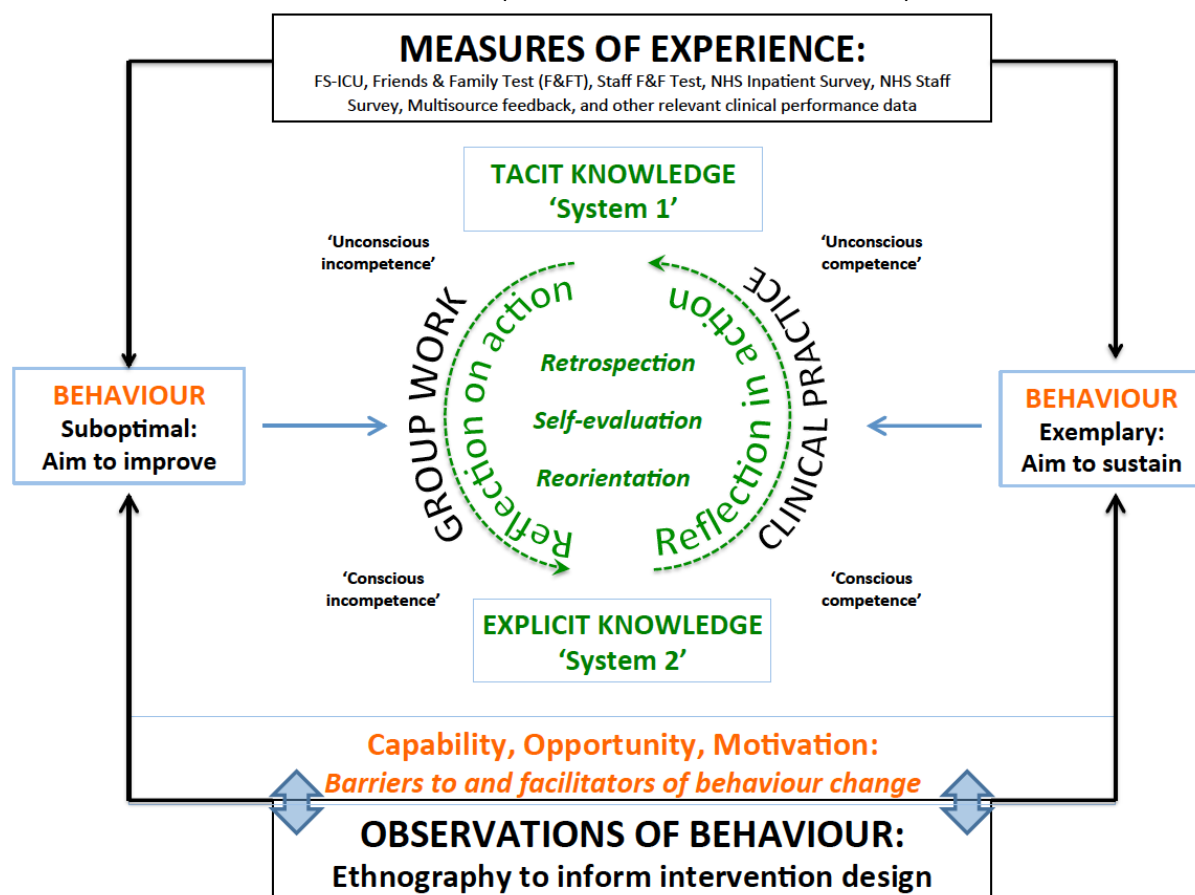 MEASURES OF EXPERIENCE:
FS-ICU, Friends & Family Test (F&FT), Staff F&F Test, NHS Inpatient Survey, NHS Staff
Survey, Multisource feedback, and other relevant clinical performance data
TACIT KNOWLEDGE
‘System 1’
‘Unconscious
incompetence’
‘Unconscious
competence’
GROUP WORK
Reflection on action
Retrospection
Self-evaluation
Reorientation
Reflection in action
CLINICAL PRACTICE
BEHAVIOUR
Suboptimal:
Aim to improve
BEHAVIOUR
Exemplary:
Aim to sustain
‘Conscious
incompetence’
‘Conscious
competence’
EXPLICIT KNOWLEDGE
‘System 2’
Capability, Opportunity, Motivation:
Barriers to and facilitators of behaviour change
OBSERVATIONS OF BEHAVIOUR:
Ethnography to inform intervention design